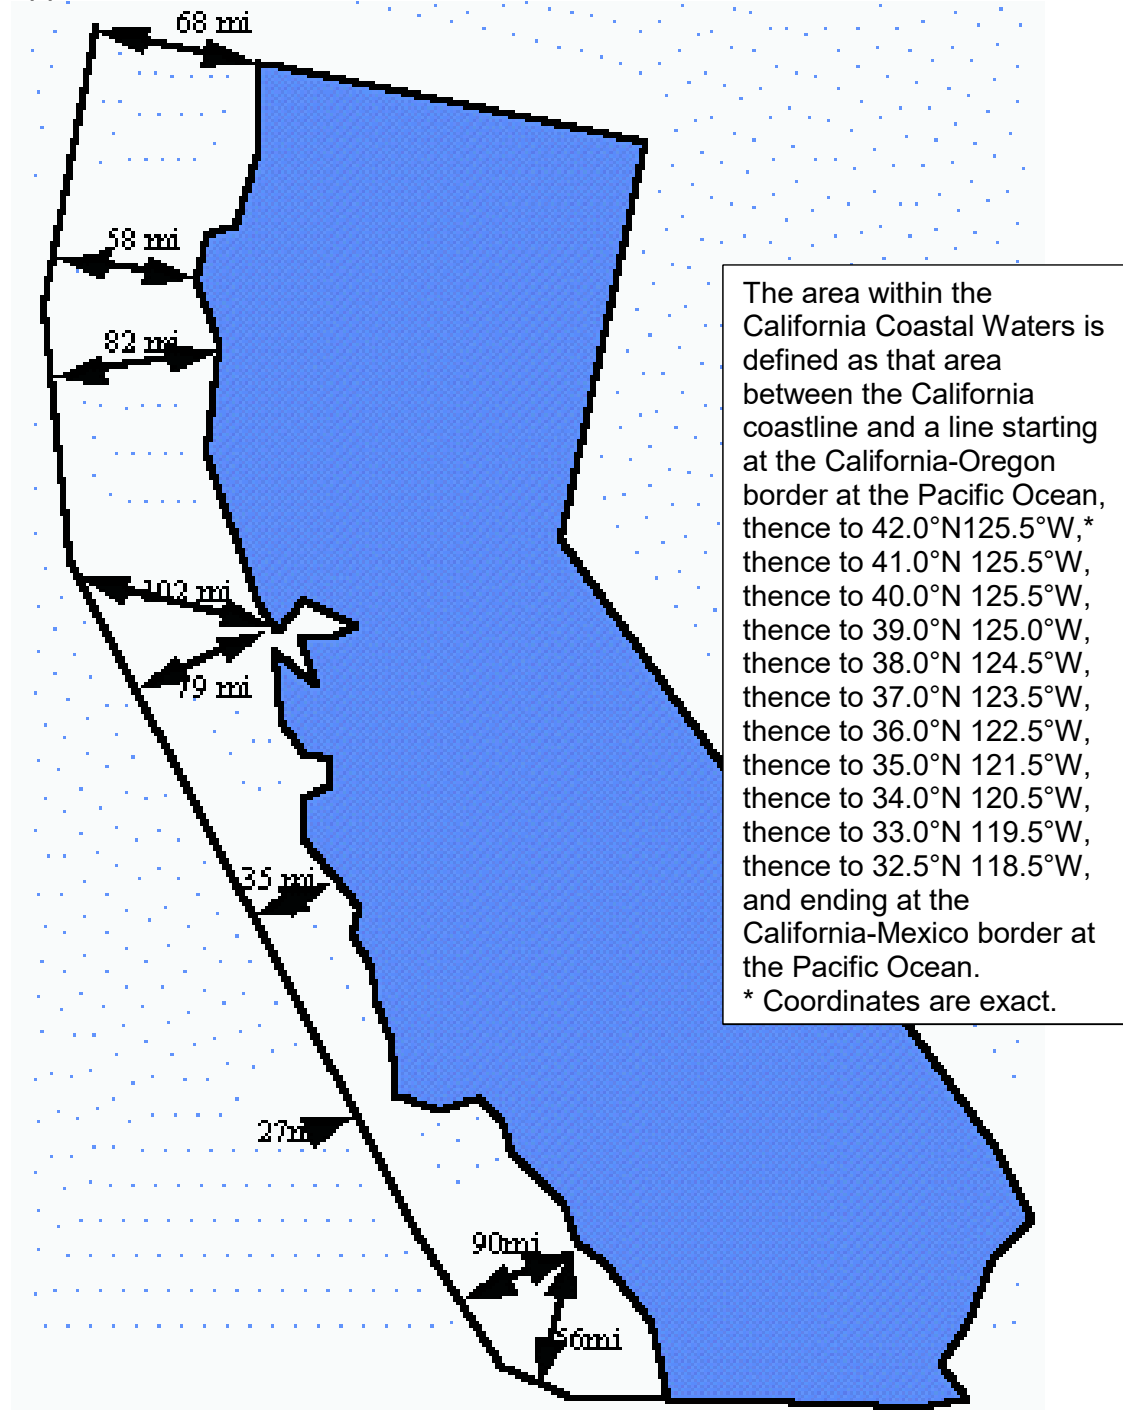 68 mi
58 mi
82 mi
The area within the
California Coastal Waters is
defined as that area
between the California
coastline and a line starting
at the California-Oregon
border at the Pacific Ocean,
thence to 42.0°N125.5°W,*
thence to 41.0°N 125.5°W,
thence to 40.0°N 125.5°W,
thence to 39.0°N 125.0°W,
thence to 38.0°N 124.5°W,
thence to 37.0°N 123.5°W,
thence to 36.0°N 122.5°W,
thence to 35.0°N 121.5°W,
thence to 34.0°N 120.5°W,
thence to 33.0°N 119.5°W,
thence to 32.5°N 118.5°W,
and ending at the
California-Mexico border at
the Pacific Ocean.
* Coordinates are exact.
102 mi
79 mi
35 mi
27m
90mi
56mi